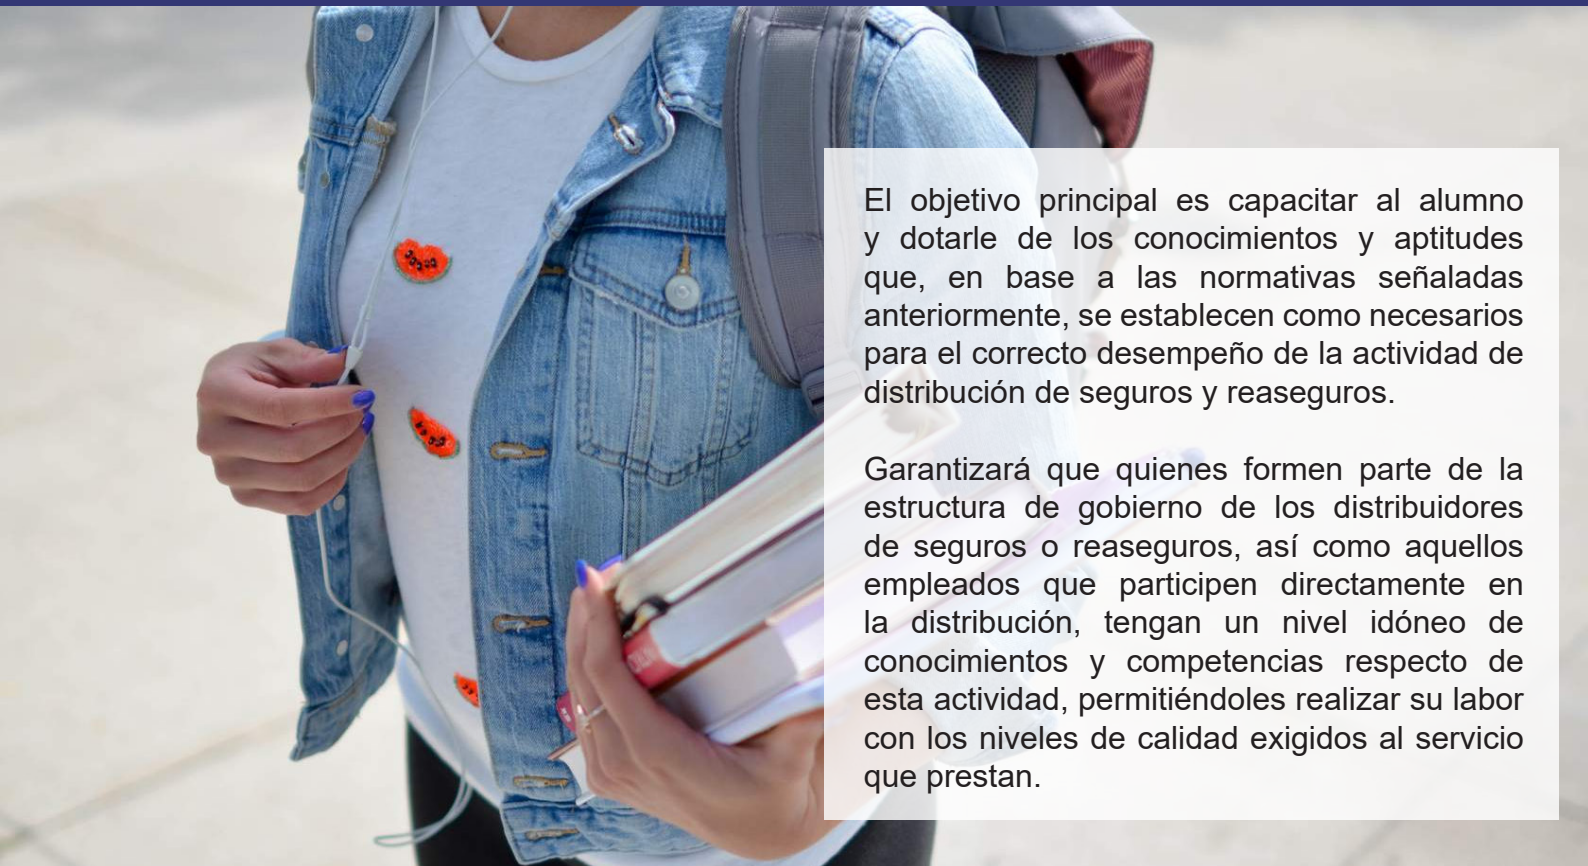 El objetivo principal es capacitar al alumno
y dotarle de los conocimientos y aptitudes
que, en base a las normativas señaladas
anteriormente, se establecen como necesarios
para el correcto desempeño de la actividad de
distribución de seguros y reaseguros.
Garantizará que quienes formen parte de la
estructura de gobierno de los distribuidores
de seguros o reaseguros, así como aquellos
empleados que participen directamente en
la distribución, tengan un nivel idóneo de
conocimientos y competencias respecto de
esta actividad, permitiéndoles realizar su labor
con los niveles de calidad exigidos al servicio
que prestan.